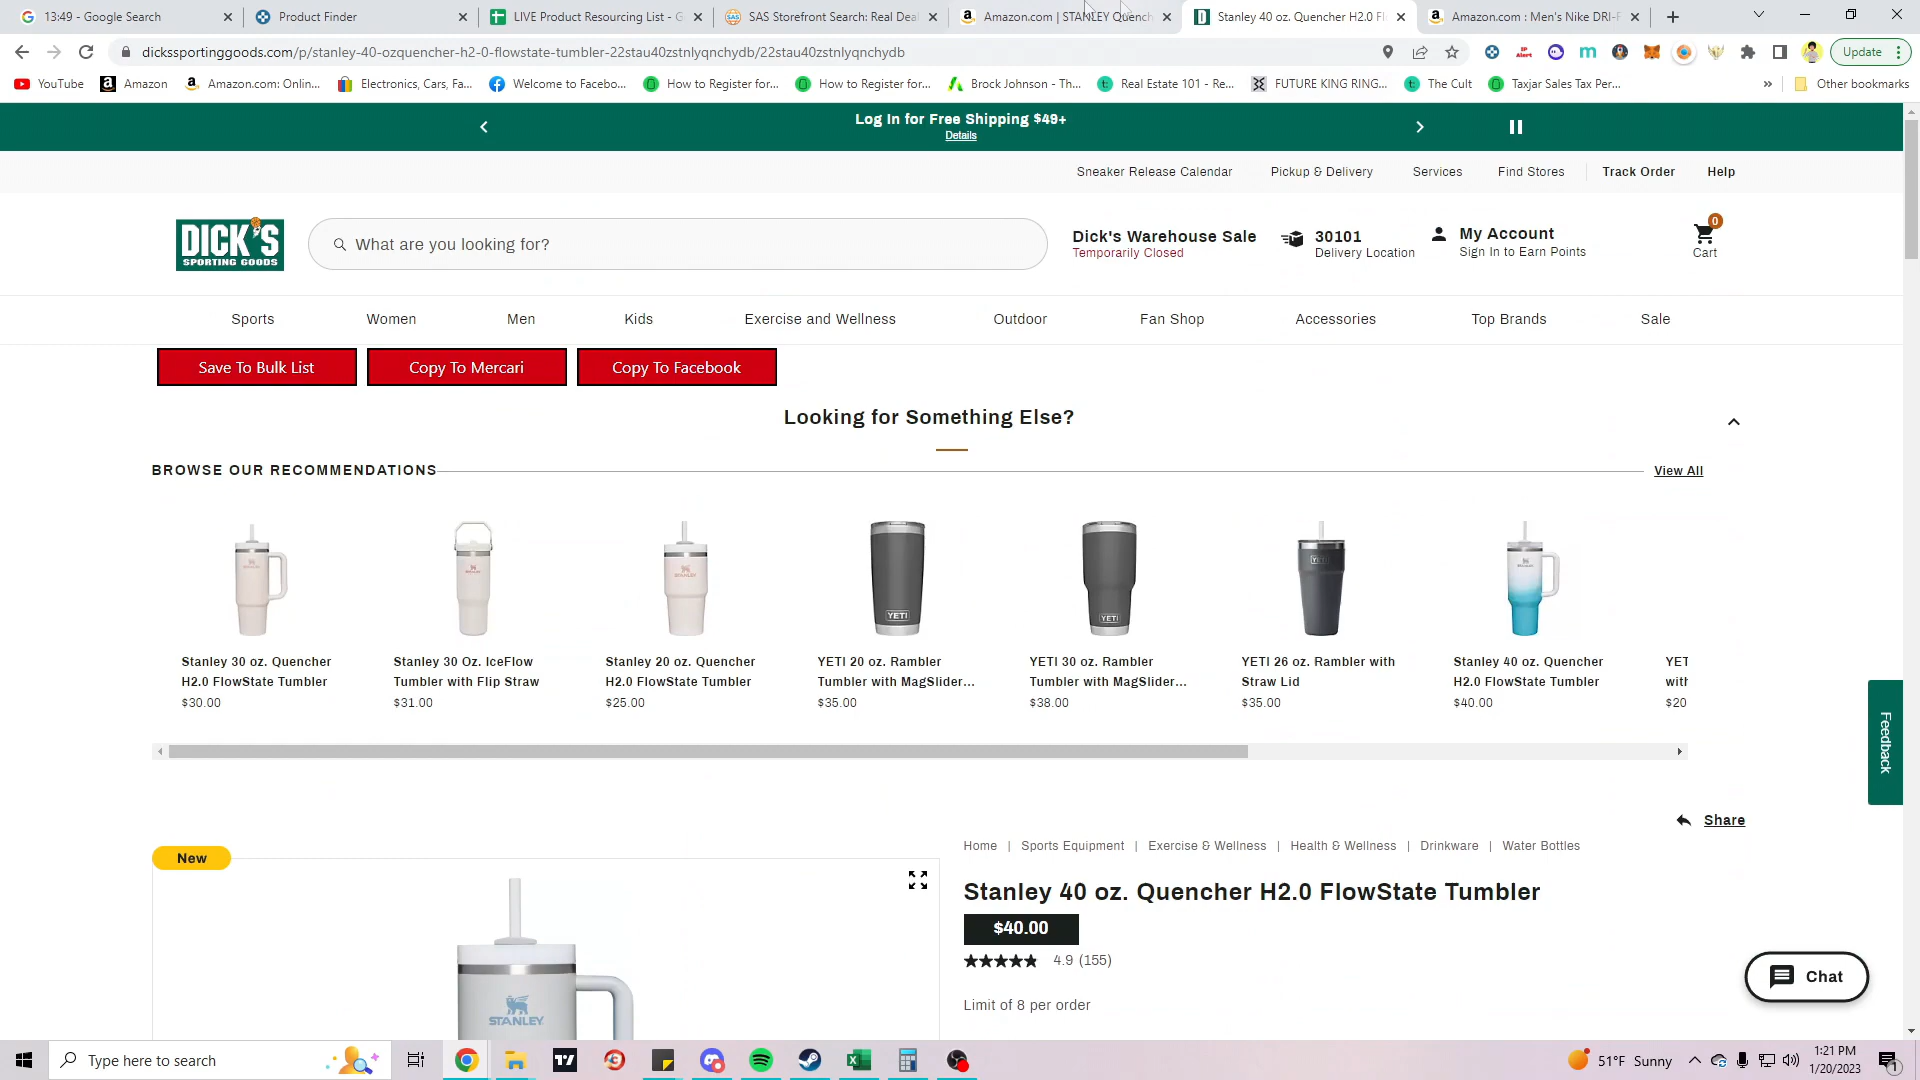 13:49 - Google Search
Product Finder
LIVE Product Resourcing List - G
SAS Storefront Search: Real Deal
Amazon.com | STANLEY Quench
Stanley 40 oz. Quencher H2.0 Fl
Amazon.com : Men's Nike DRI-F
dickssportinggoods.com/p/stanley-40-ozquencher-h2-0-flowstate-tumbler-22stau40zstnlyqnchydb/22stau40zstnlyqnchydb
Update
YouTube
Amazon
Amazon.com: Onlin...
Electronics, Cars, Fa...
Welcome to Facebo...
How to Register for...
How to Register for...
Brock Johnson - Th...
Real Estate 101 - Re...
FUTURE KING RING...
The Cult
Taxjar Sales Tax Per...
»
Other bookmarks
Log In for Free Shipping $49+
Details
Sneaker Release Calendar
Pickup & Delivery
Services
Find Stores
Track Order
Help
DICK'S
SPORTING GOODS
What are you looking for?
Dick's Warehouse Sale
Temporarily Closed
30101
Delivery Location
My Account
Sign In to Earn Points
0
Cart
Sports
Women
Men
Kids
Exercise and Wellness
Outdoor
Fan Shop
Accessories
Top Brands
Sale
Save To Bulk List
Copy To Mercari
Copy To Facebook
Looking for Something Else?
BROWSE OUR RECOMMENDATIONS
View All
Stanley 30 oz. Quencher
H2.0 FlowState Tumbler
$30.00
Stanley 30 Oz. IceFlow
Tumbler with Flip Straw
$31.00
Stanley 20 oz. Quencher
H2.0 FlowState Tumbler
$25.00
YETI 20 oz. Rambler
Tumbler with MagSlider...
$35.00
YETI 30 oz. Rambler
Tumbler with MagSlider...
$38.00
YETI 26 oz. Rambler with
Straw Lid
$35.00
Stanley 40 oz. Quencher
H2.0 FlowState Tumbler
$40.00
YET
with
$20
Feedback
Share
New
Home | Sports Equipment | Exercise & Wellness | Health & Wellness | Drinkware | Water Bottles
Stanley 40 oz. Quencher H2.0 FlowState Tumbler
$40.00
4.9 (155)
Limit of 8 per order
STANLEY
Chat
Type here to search
51°F Sunny
1:21 PM
1/20/2023
1